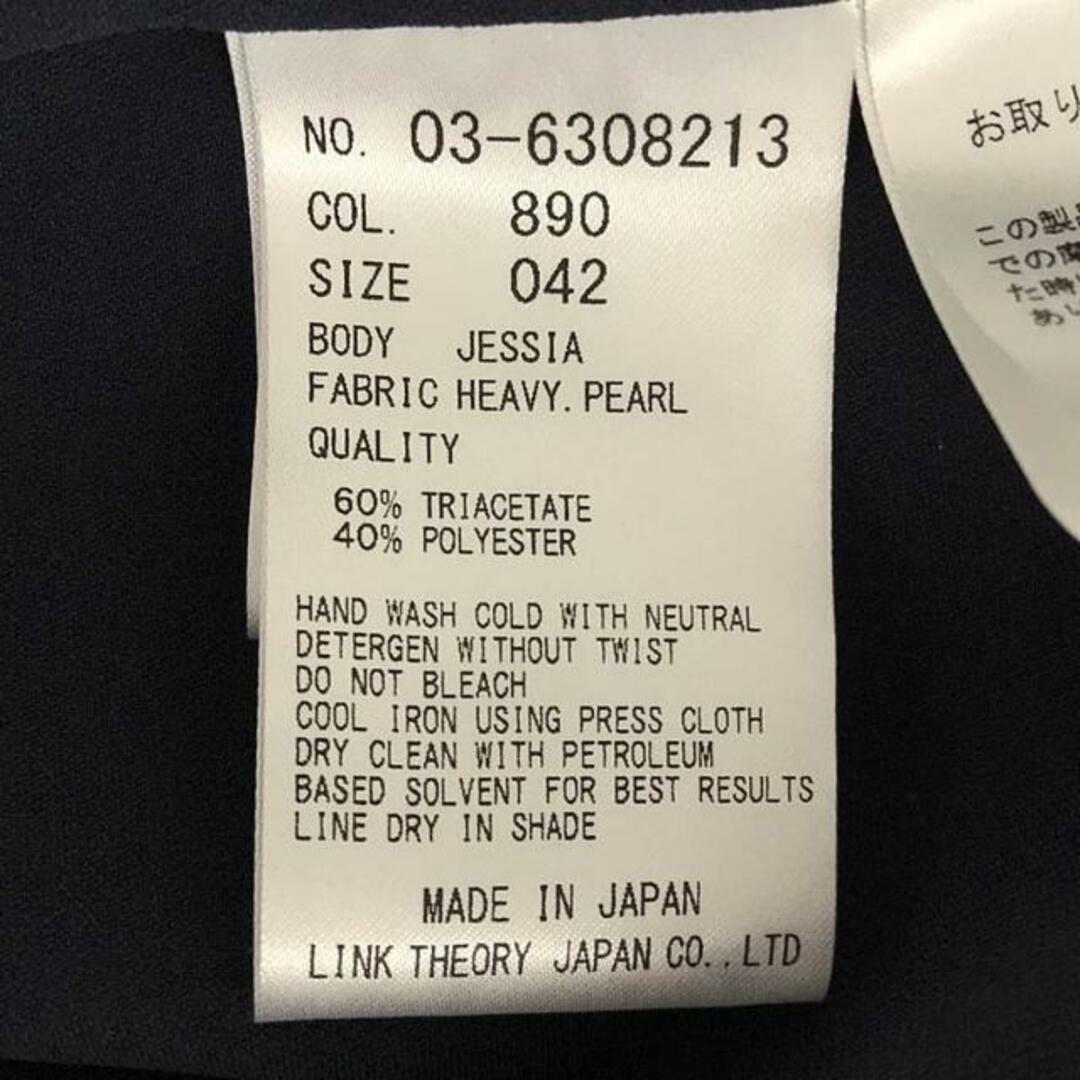 NO. 03-6308213
COL. 890
SIZE 042
BODY JESSIA
FABRIC HEAVY.PEARL
QUALITY
60% TRIACETATE
40% POLYESTER
HAND WASH COLD WITH NEUTRAL
DETERGEN WITHOUT TWIST
DO NOT BLEACH
COOL IRON USING PRESS CLOTH
DRY CLEAN WITH PETROLEUM
BASED SOLVENT FOR BEST RESULTS
LINE DRY IN SHADE
MADE IN JAPAN
LINK THEORY JAPAN CO.,LTD
お取り
この製
での
た時
あ